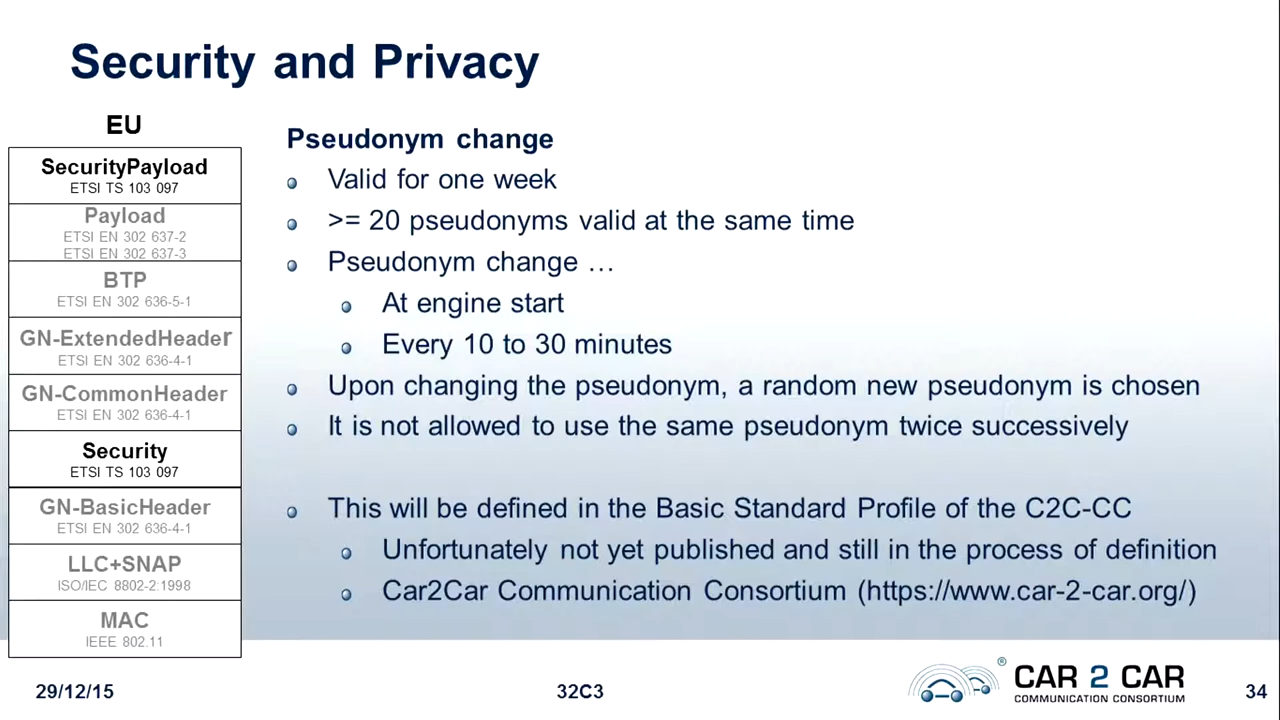 Security and Privacy
EU
SecurityPayload
ETSI TS 103 097
Payload
ETSI EN 302 637-2
ETSI EN 302 637-3
BTP
ETSI EN 302 636-5-1
GN-ExtendedHeader
ETSI EN 302 636-4-1
GN-CommonHeader
ETSI EN 302 636-4-1
Security
ETSI TS 103 097
GN-BasicHeader
ETSI EN 302 636-4-1
LLC+SNAP
ISO/IEC 8802-2:1998
MAC
IEEE 802.11
Pseudonym change
Valid for one week
>= 20 pseudonyms valid at the same time
Pseudonym change …
At engine start
Every 10 to 30 minutes
Upon changing the pseudonym, a random new pseudonym is chosen
It is not allowed to use the same pseudonym twice successively
This will be defined in the Basic Standard Profile of the C2C-CC
Unfortunately not yet published and still in the process of definition
Car2Car Communication Consortium (https://www.car-2-car.org/)
29/12/15
32C3
® CAR 2 CAR
COMMUNICATION CONSORTIUM
34